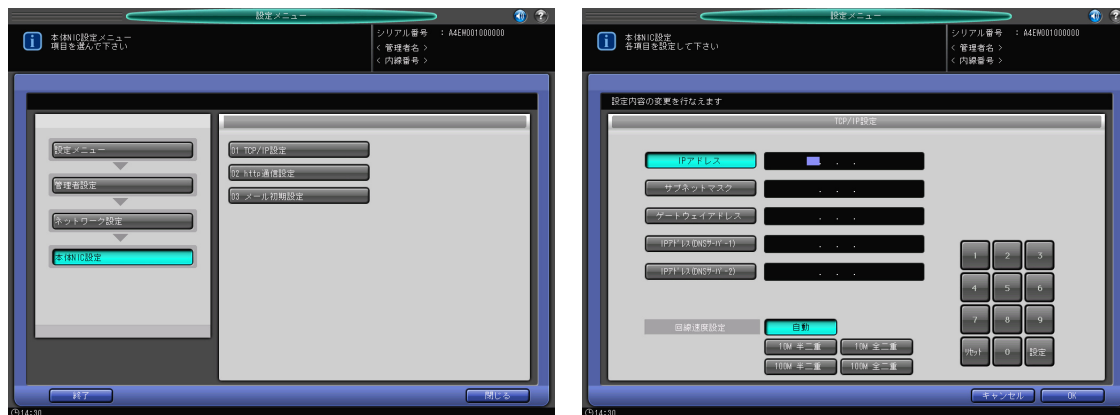 設定メニュー
本体NIC設定メニュー
項目を選んで下さい
シリアル番号 : A4EW001000000
< 管理者名 >
< 内線番号 >
設定メニュー
管理者設定
ネットワーク設定
本体NIC設定
01 TCP/IP設定
02 http通信設定
03 メール初期設定
終了
閉じる
14:30
設定メニュー
本体NIC設定
各項目を設定して下さい
シリアル番号 : A4EW001000000
< 管理者名 >
< 内線番号 >
設定内容の変更を行なえます
TCP/IP設定
IPアドレス . . .
サブネットマスク . . .
ゲートウェイアドレス . . .
IPアドレス(DNSサーバー1) . . .
IPアドレス(DNSサーバー2) . . .
回線速度設定
自動
10M 半二重 10M 全二重
100M 半二重 100M 全二重
1 2 3
4 5 6
7 8 9
リセット 0 設定
キャンセル OK
14:30